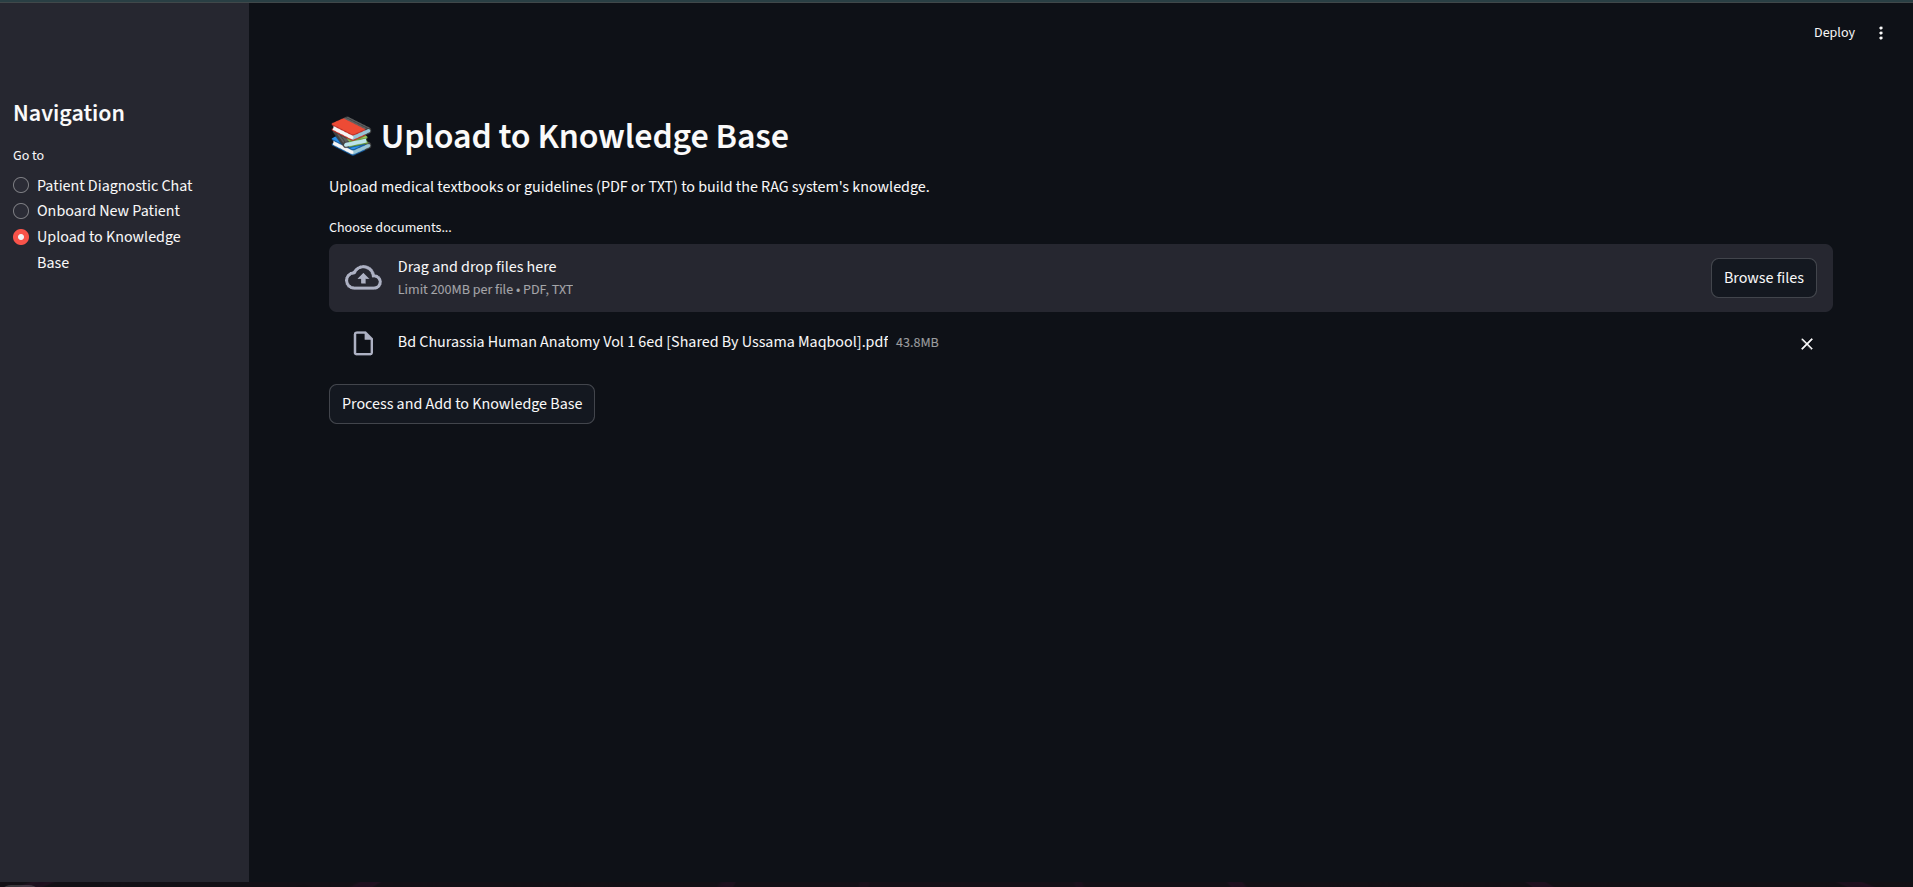 Deploy
Navigation
Go to
Patient Diagnostic Chat
Onboard New Patient
Upload to Knowledge
Base
📚 Upload to Knowledge Base
Upload medical textbooks or guidelines (PDF or TXT) to build the RAG system's knowledge.
Choose documents...
Drag and drop files here
Limit 200MB per file • PDF, TXT
Browse files
Bd Churassia Human Anatomy Vol 1 6ed [Shared By Ussama Maqbool].pdf 43.8MB
Process and Add to Knowledge Base